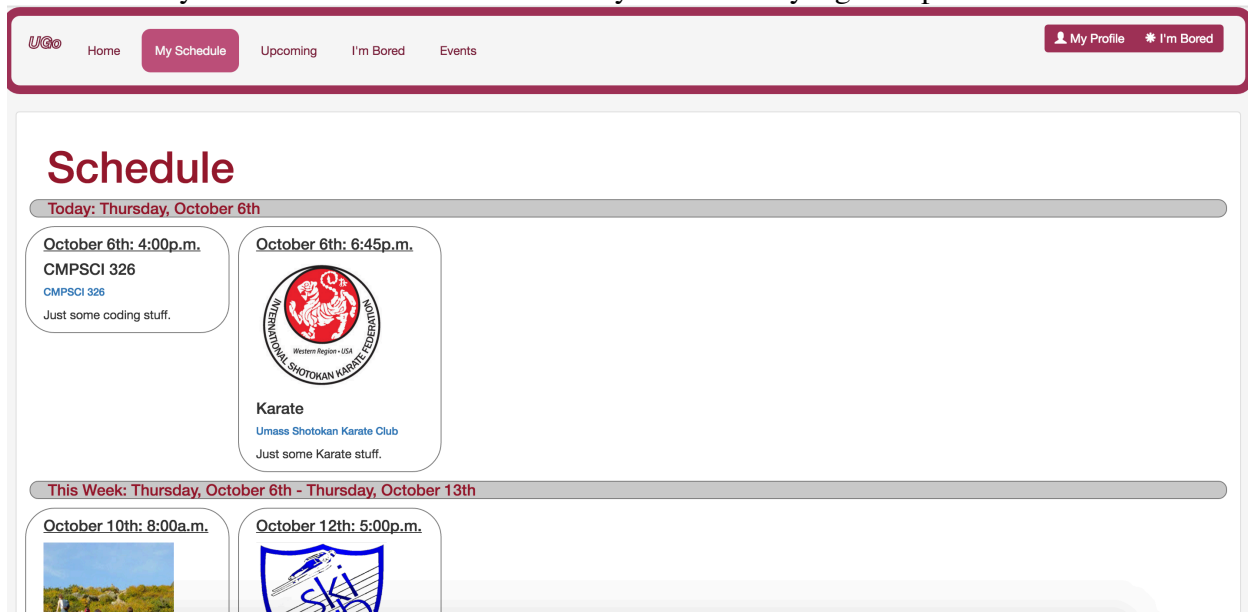 UGo
Home
My Schedule
Upcoming
I'm Bored
Events
My Profile
I'm Bored
Schedule
Today: Thursday, October 6th
October 6th: 4:00p.m.
CMPSCI 326
CMPSCI 326
Just some coding stuff.
October 6th: 6:45p.m.
INTERNATIONAL SHOTOKAN KARATE FEDERATION
Western Region • USA
Karate
Umass Shotokan Karate Club
Just some Karate stuff.
This Week: Thursday, October 6th - Thursday, October 13th
October 10th: 8:00a.m.
October 12th: 5:00p.m.
ski